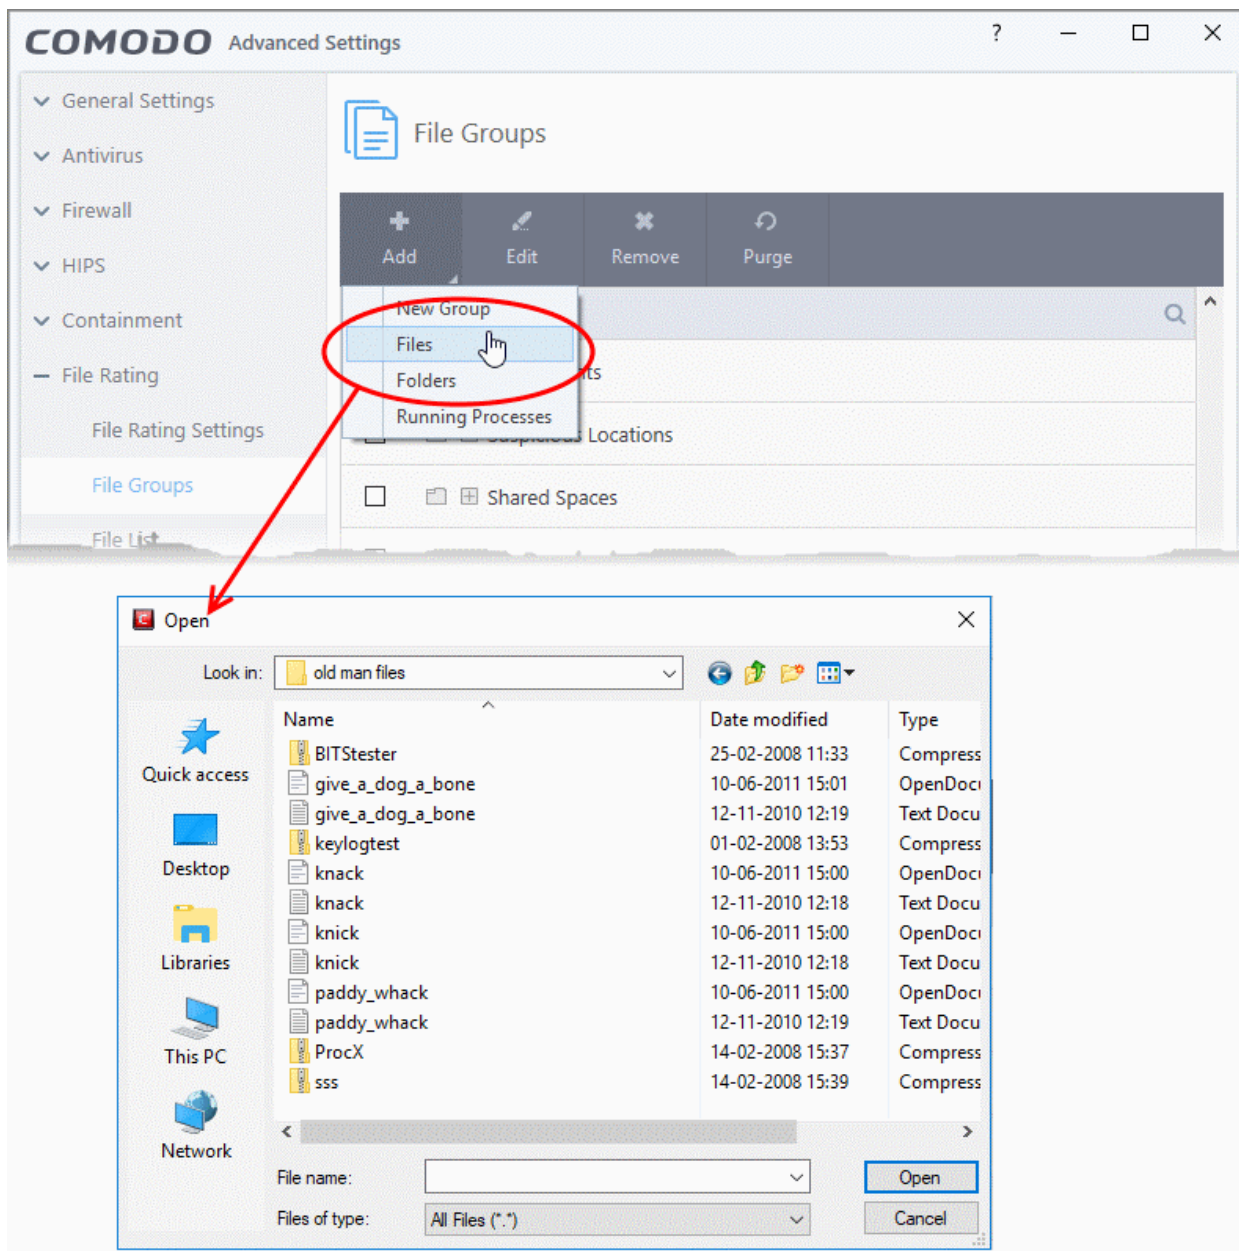 COMODO Advanced Settings ?
General Settings
Antivirus
Firewall
HIPS
Containment
File Rating
File Rating Settings
File Groups
File List
File Groups
Add Edit Remove Purge
New Group
Files
Folders
Running Processes
Locations
Shared Spaces
Open
Look in: old man files
Quick access
Desktop
Libraries
This PC
Network
Name Date modified Type
BITStester 25-02-2008 11:33 Compress
give_a_dog_a_bone 10-06-2011 15:01 OpenDocu
give_a_dog_a_bone 12-11-2010 12:19 Text Docu
keylogtest 01-02-2008 13:53 Compress
knack 10-06-2011 15:00 OpenDocu
knack 12-11-2010 12:18 Text Docu
knick 10-06-2011 15:00 OpenDocu
knick 12-11-2010 12:18 Text Docu
paddy_whack 10-06-2011 15:00 OpenDocu
paddy_whack 12-11-2010 12:19 Text Docu
ProcX 14-02-2008 15:37 Compress
sss 14-02-2008 15:39 Compress
File name: Open
Files of type: All Files (*.*) Cancel